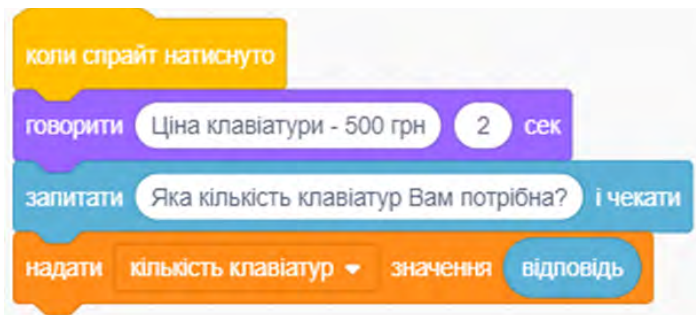 коли спрайт натиснуто
говорити Ціна клавіатури - 500 грн 2 сек
запитати Яка кількість клавіатур Вам потрібна? і чекати
надати кількість клавіатур значення відповідь